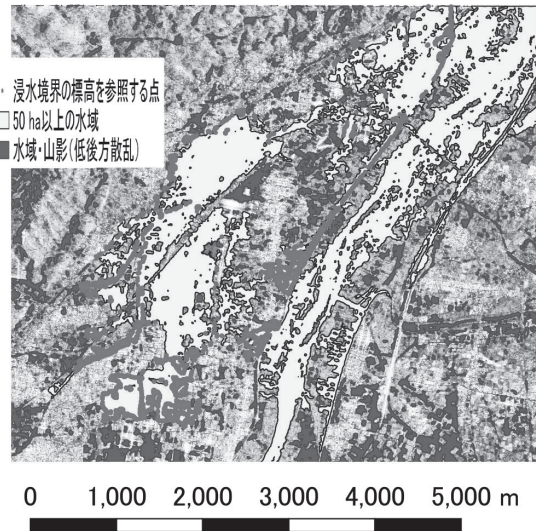 浸水境界の標高を参照する点
50 ha以上の水域
水域・山影(低後方散乱)
0 1,000 2,000 3,000 4,000 5,000 m